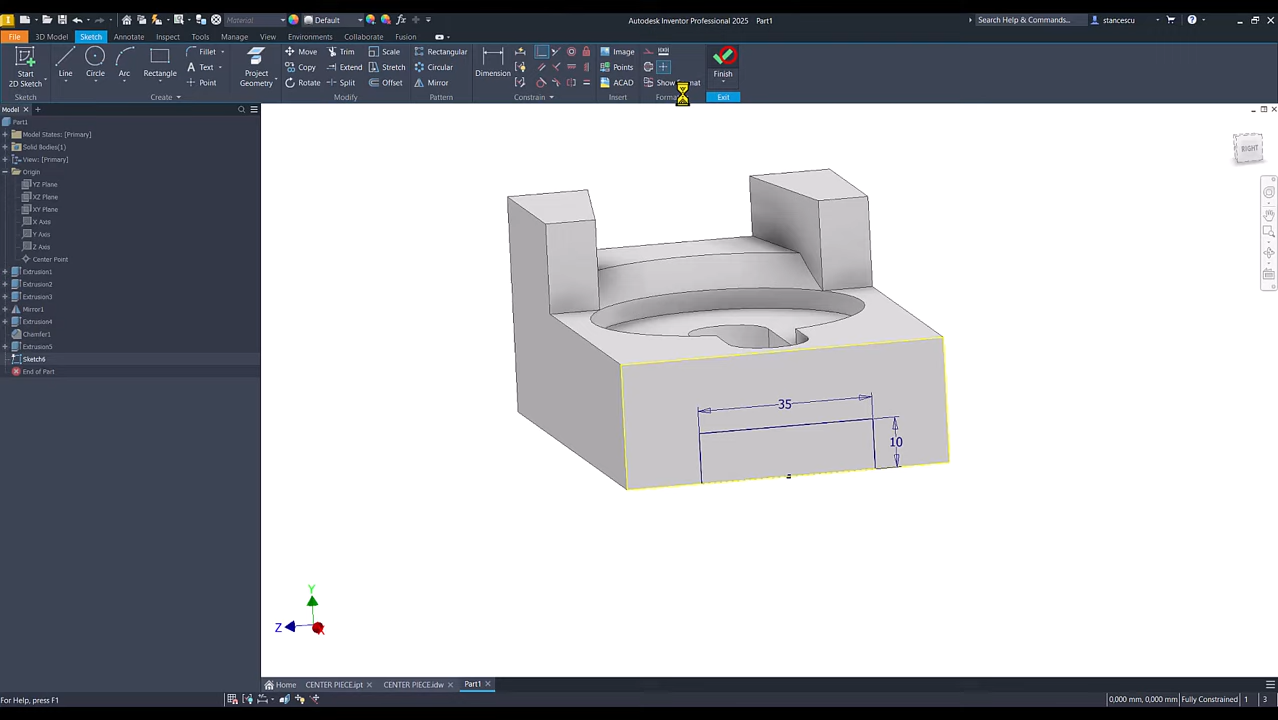 Material
Default
fx
Autodesk Inventor Professional 2025 Part1
Search Help & Commands...
stancescu
File
3D Model
Sketch
Annotate
Inspect
Tools
Manage
View
Environments
Collaborate
Start
2D Sketch
Line
Circle
Arc
Rectangle
Fillet
Text
Point
Project
Geometry
Move
Copy
Rotate
Trim
Extend
Split
Scale
Stretch
Offset
Rectangular
Circular
Mirror
Dimension
Image
Points
ACAD
Finish
Sketch
Create
Modify
Pattern
Constrain
Insert
Exit
Model
Part1
Model States: [Primary]
Solid Bodies(1)
View: [Primary]
Origin
YZ Plane
XZ Plane
XY Plane
X Axis
Y Axis
Z Axis
Center Point
Extrusion1
Extrusion2
Extrusion3
Mirror1
Extrusion4
Chamfer1
Extrusion5
Sketch6
End of Part
RIGHT
35
10
Y
Z
Home
CENTER PIECE.ipt
CENTER PIECE.idw
Part1
For Help, press F1
0,000 mm, 0,000 mm
Fully Constrained
1
3